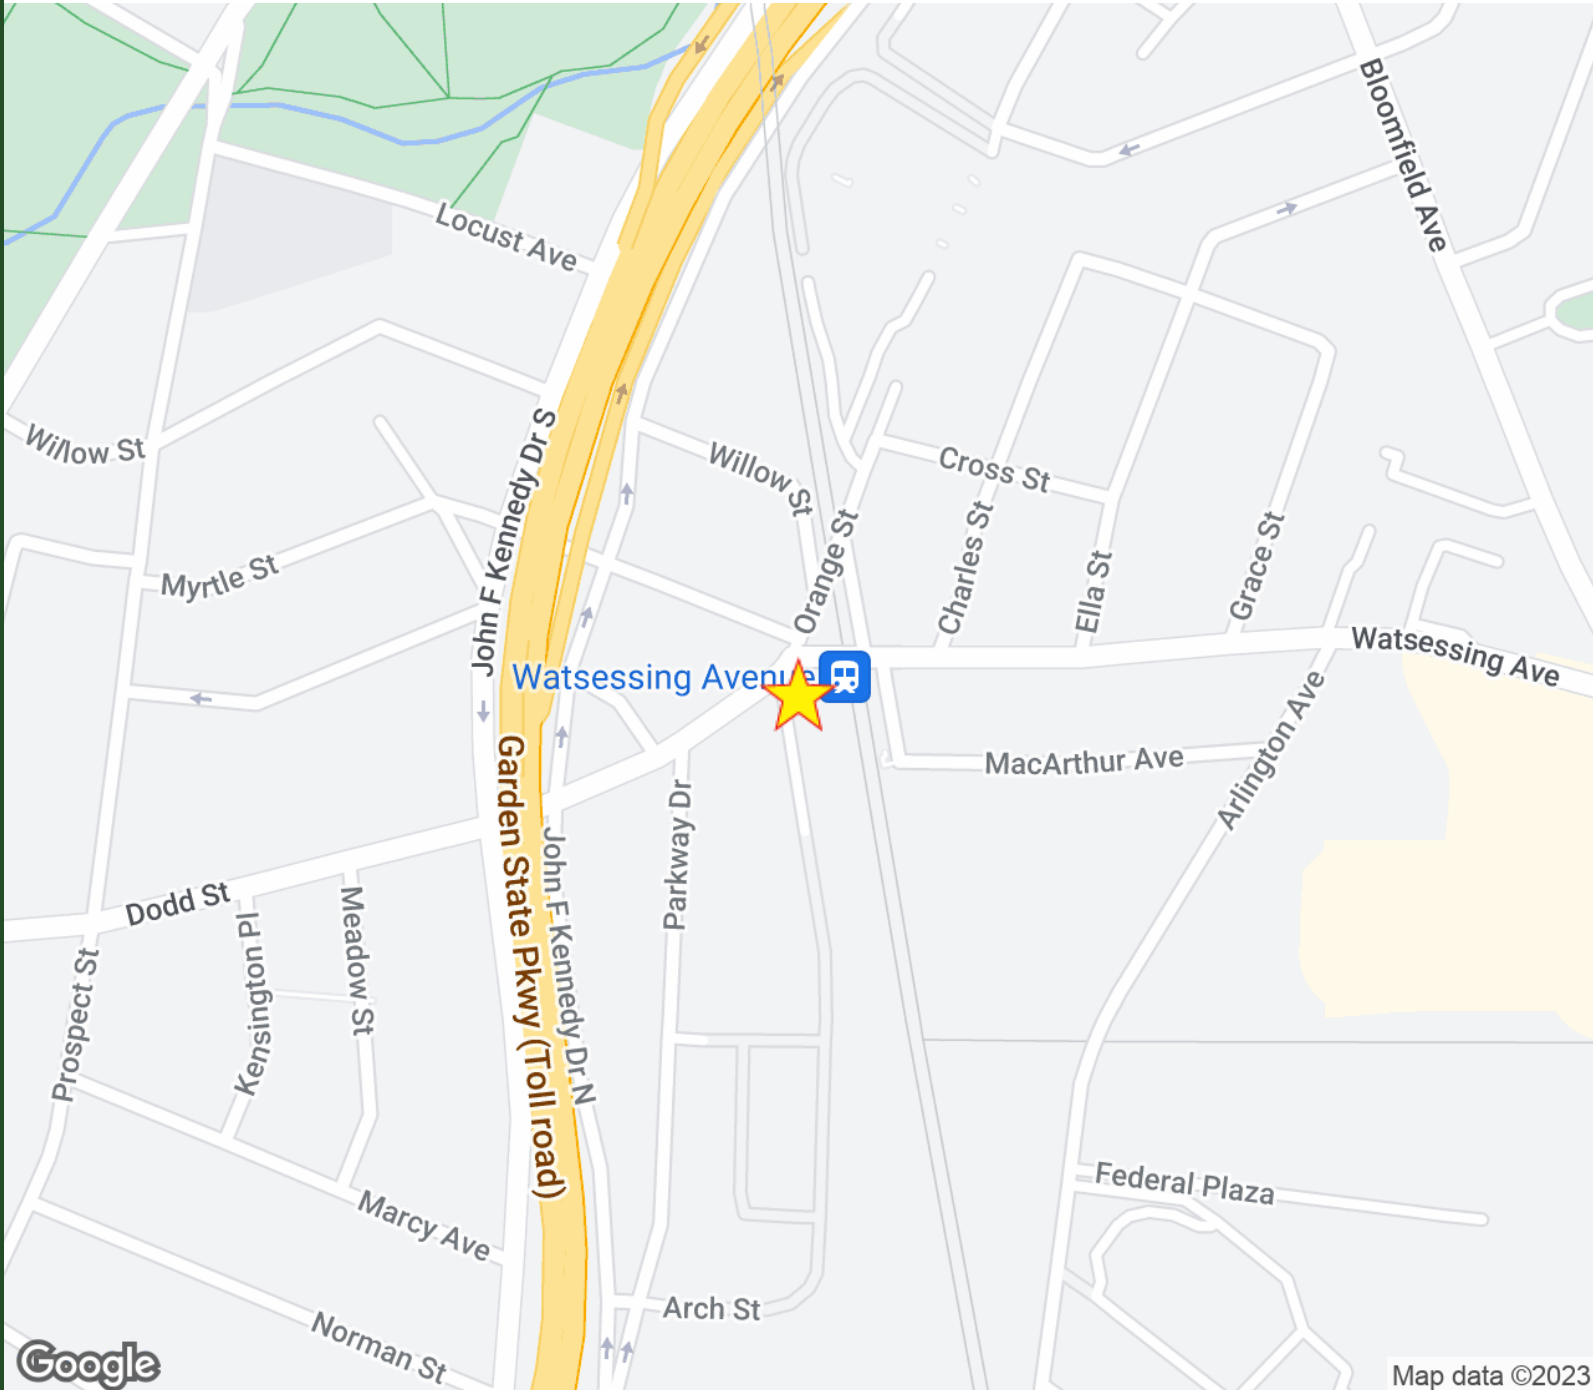 Bloomfield Ave
Locust Ave
Willow St
John F Kennedy Dr S
Willow St
Cross St
Orange St
Charles St
Ella St
Grace St
Myrtle St
Watsessing Ave
Watsessing Avenue
MacArthur Ave
Arlington Ave
Garden State Pkwy (Toll road)
John F Kennedy Dr N
Parkway Dr
Dodd St
Kensington Pl
Meadow St
Prospect St
Federal Plaza
Marcy Ave
Arch St
Norman St
Google
Map data ©2023